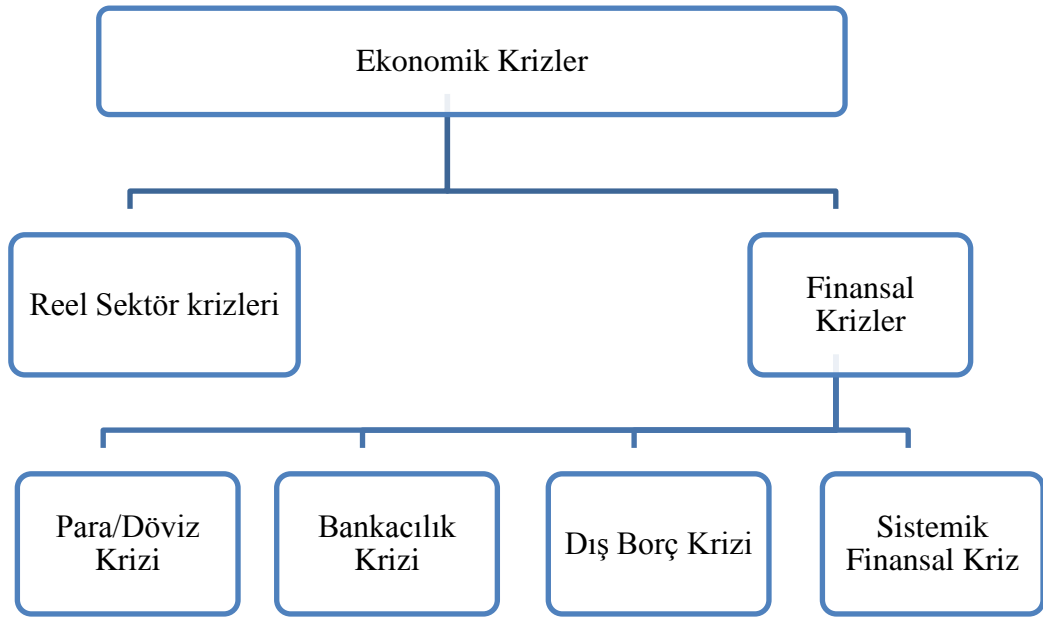 Ekonomik Krizler
Reel Sektör krizleri
Finansal
Krizler
Para/Döviz
Krizi
Bankacılık
Krizi
Dış Borç Krizi
Sistemik
Finansal Kriz